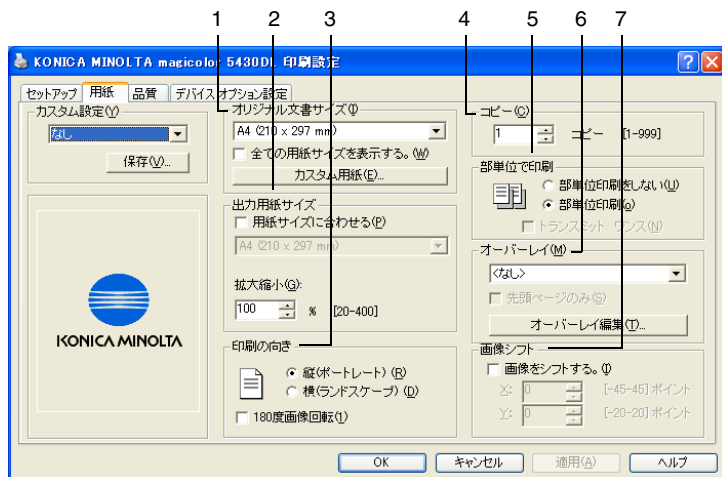 1 2 3 4 5 6 7
KONICA MINOLTA magicolor 5430DL 印刷設定
セットアップ 用紙 品質 デバイス オプション設定
カスタム設定(Y)
なし
保存(V)...
KONICA MINOLTA
オリジナル文書サイズ(I)
A4 (210 x 297 mm)
全ての用紙サイズを表示する。(W)
カスタム用紙(E)...
出力用紙サイズ
用紙サイズに合わせる(P)
A4 (210 x 297 mm)
拡大縮小(G):
100 % [20-400]
印刷の向き
縦(ポートレート) (R)
横(ランドスケープ) (D)
180度画像回転(1)
コピー(C)
1 コピー [1-999]
部単位で印刷
部単位印刷をしない(U)
部単位印刷(o)
トランスミット ワンス(N)
オーバーレイ(M)
<なし>
先頭ページのみ(S)
オーバーレイ編集(T)...
画像シフト
画像をシフトする。(I)
X: 0 [-45-45] ポイント
Y: 0 [-20-20] ポイント
OK キャンセル 適用(A) ヘルプ